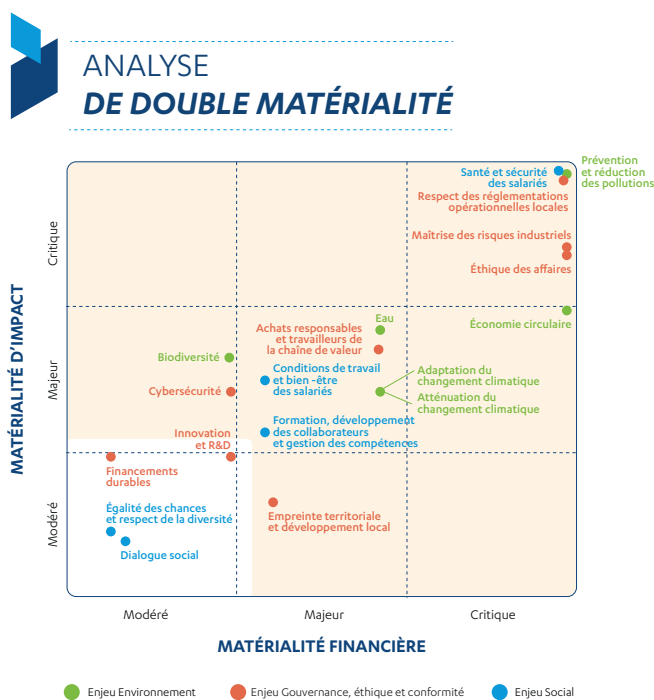 ANALYSE
DE DOUBLE MATÉRIALITÉ
Prévention
et réduction
des pollutions
Santé et sécurité
des salariés
Respect des réglementations
opérationnelles locales
Maîtrise des risques industriels
Éthique des affaires
Économie circulaire
Eau
Achats responsables
et travailleurs de
la chaîne de valeur
Biodiversité
Conditions de travail
et bien -être
des salariés
Adaptation du
changement climatique
Atténuation du
changement climatique
Cybersécurité
Formation, développement
des collaborateurs
et gestion des compétences
Innovation
et R&D
Financements
durables
Égalité des chances
et respect de la diversité
Dialogue social
Empreinte territoriale
et développement local
MATÉRIALITÉ D'IMPACT
Critique
Majeur
Modéré
Modéré
Majeur
Critique
MATÉRIALITÉ FINANCIÈRE
Enjeu Environnement
Enjeu Gouvernance, éthique et conformité
Enjeu Social